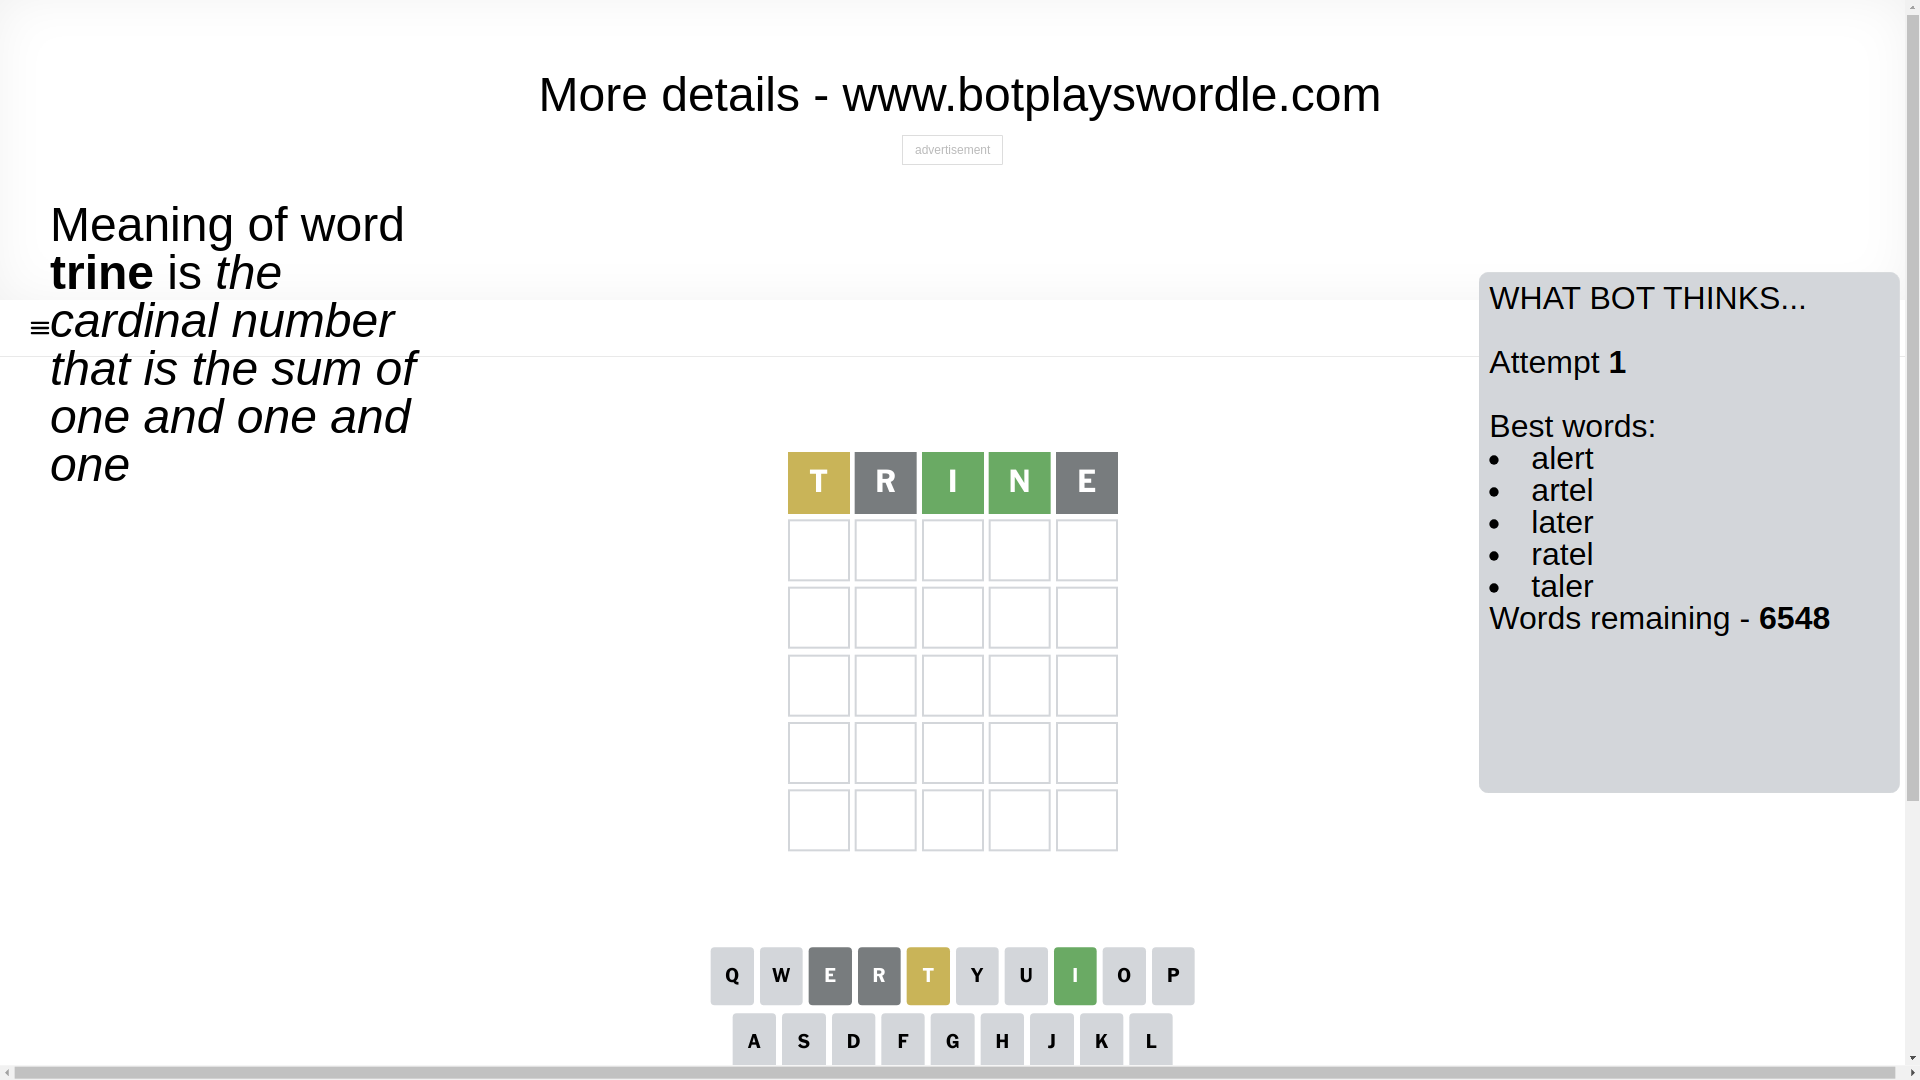 More details - www.botplayswordle.com
advertisement
Meaning of word
trine is the
cardinal number
that is the sum of
one and one and
one
WHAT BOT THINKS...
Attempt 1
Best words:
• alert
• artel
• later
• ratel
• taler
Words remaining - 6548
T R I N E
Q W E R T Y U I O P
A S D F G H J K L